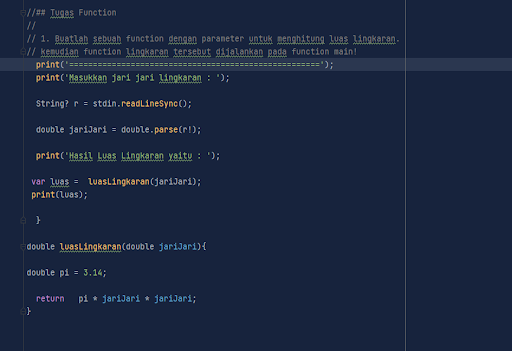 //## Tugas Function
//
// 1. Buatlah sebuah function dengan parameter untuk menghitung luas lingkaran.
// kemudian function lingkaran tersebut dijalankan pada function main!
print('=====================================================');
print('Masukkan jari jari lingkaran : ');
String? r = stdin.readLineSync();
double jariJari = double.parse(r!);
print('Hasil Luas Lingkaran yaitu : ');
var luas =  luasLingkaran(jariJari);
print(luas);
}
double luasLingkaran(double jariJari){
double pi = 3.14;
return   pi * jariJari * jariJari;
}